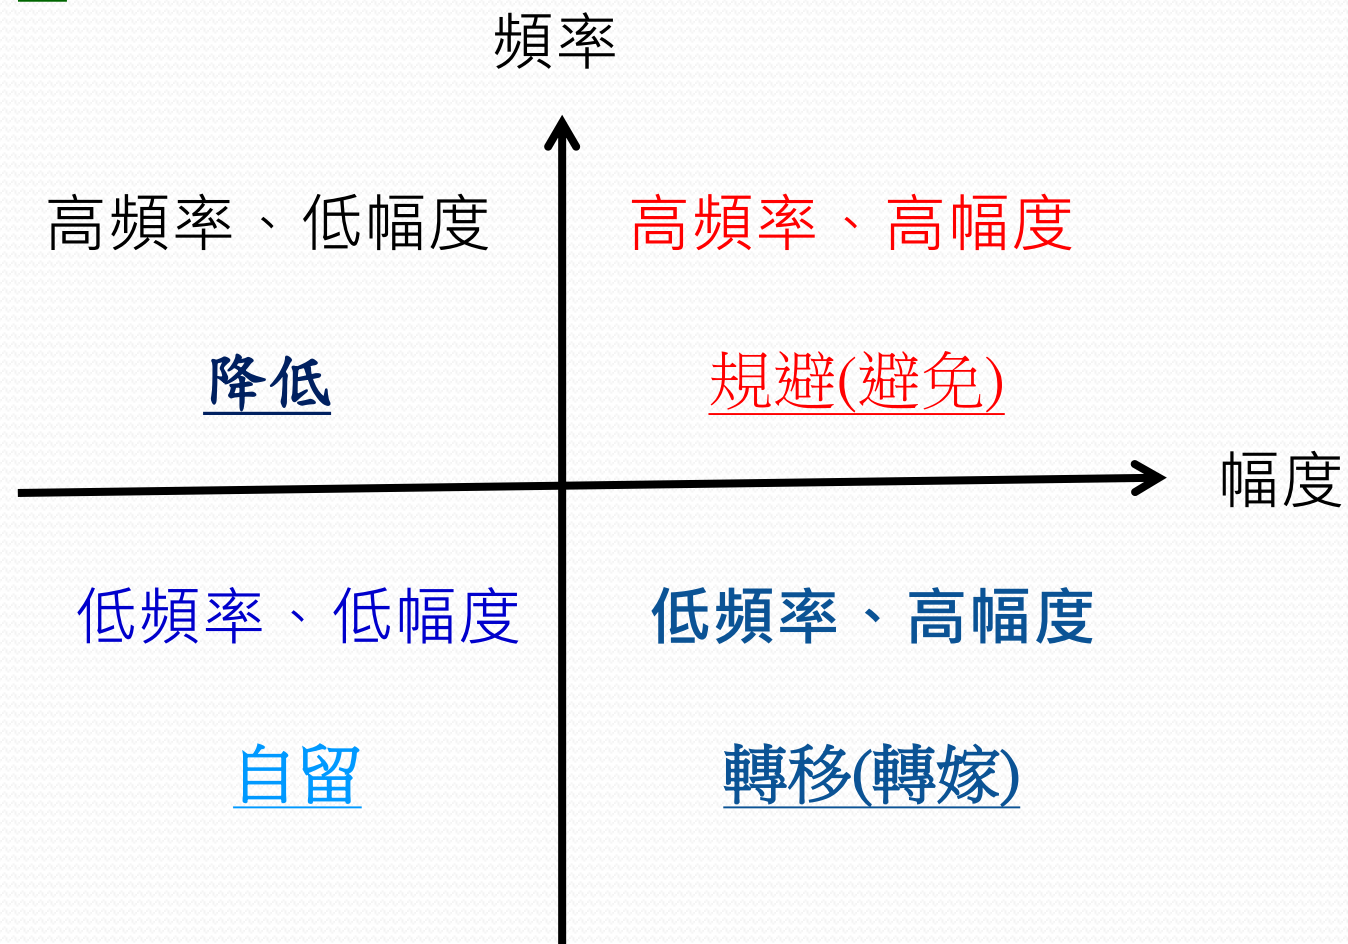 頻率
高頻率、低幅度
高頻率、高幅度
降低
規避(避免)
幅度
低頻率、低幅度
低頻率、高幅度
自留
轉移(轉嫁)